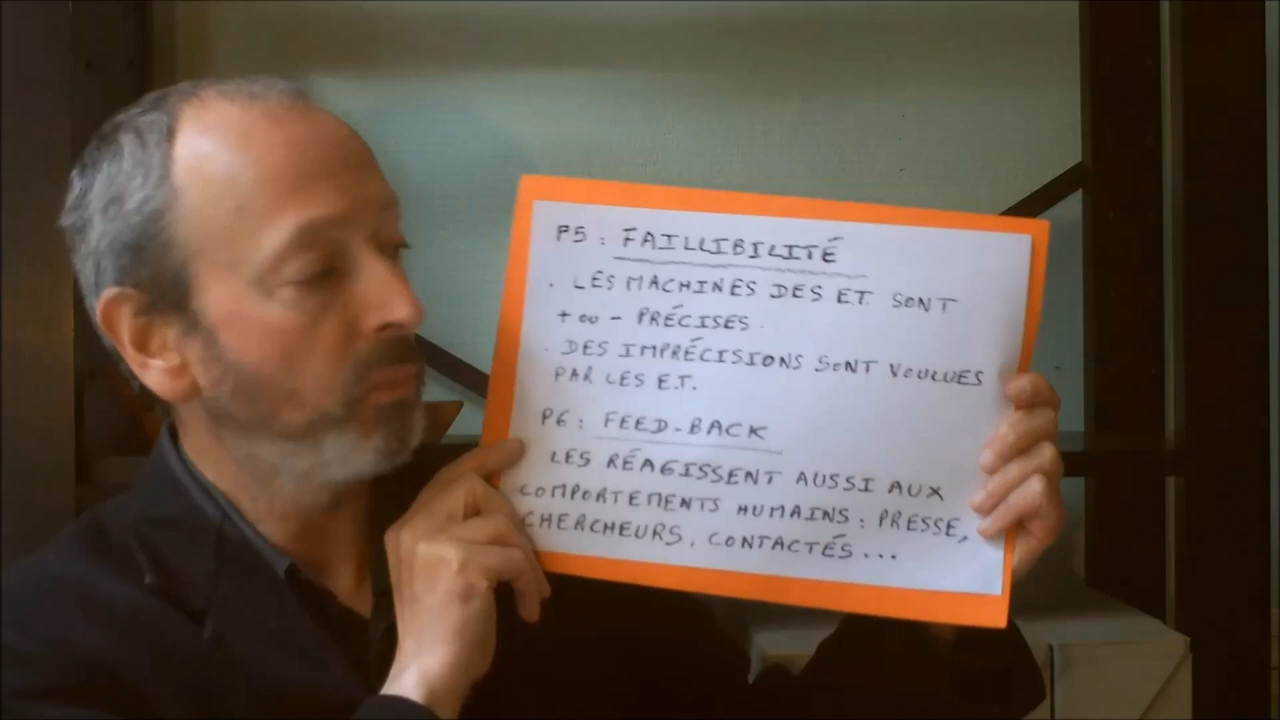 P5 : FAILLIBILITÉ
. LES MACHINES DES E.T. SONT
+ ou - PRÉCISES.
. DES IMPRÉCISIONS SONT VOULUES
PAR LES E.T.
P6 : FEED-BACK
LES RÉAGISSENT AUSSI AUX
COMPORTEMENTS HUMAINS : PRESSE,
CHERCHEURS, CONTACTÉS...